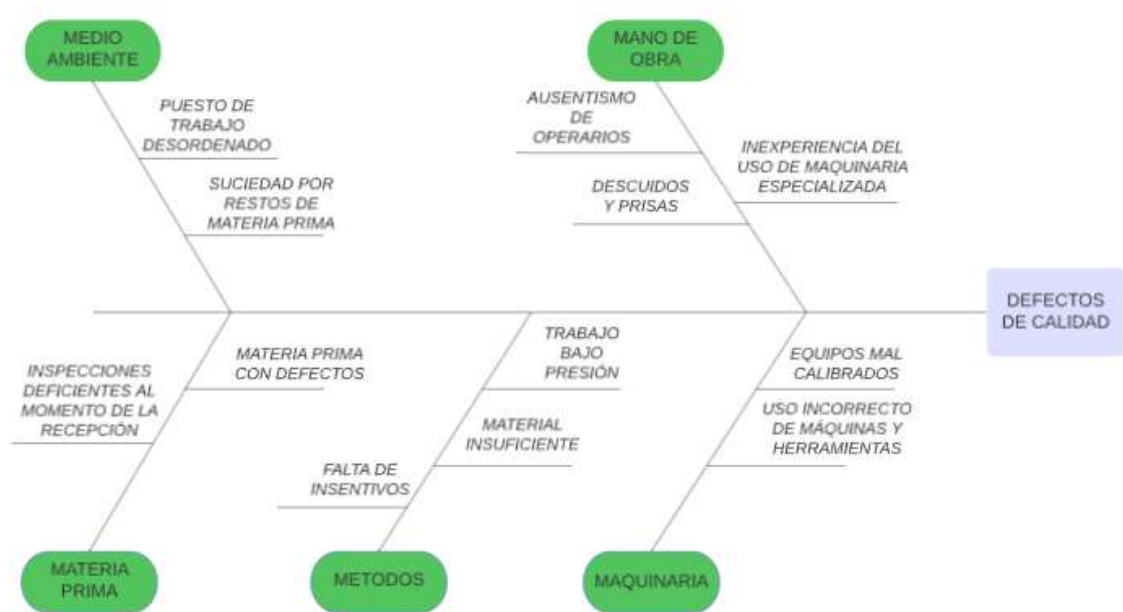 MEDIO
AMBIENTE
MANO DE
OBRA
PUESTO DE
TRABAJO
DESORDENADO
SUCIEDAD POR
RESTOS DE
MATERIA PRIMA
AUSENTISMO
DE
OPERARIOS
DESCUIDOS
Y PRISAS
INEXPERIENCIA DEL
USO DE MAQUINARIA
ESPECIALIZADA
DEFECTOS
DE CALIDAD
INSPECCIONES
DEFICIENTES AL
MOMENTO DE LA
RECEPCIÓN
MATERIA PRIMA
CON DEFECTOS
TRABAJO
BAJO
PRESIÓN
MATERIAL
INSUFICIENTE
FALTA DE
INSENTIVOS
EQUIPOS MAL
CALIBRADOS
USO INCORRECTO
DE MÁQUINAS Y
HERRAMIENTAS
MATERIA
PRIMA
METODOS
MAQUINARIA